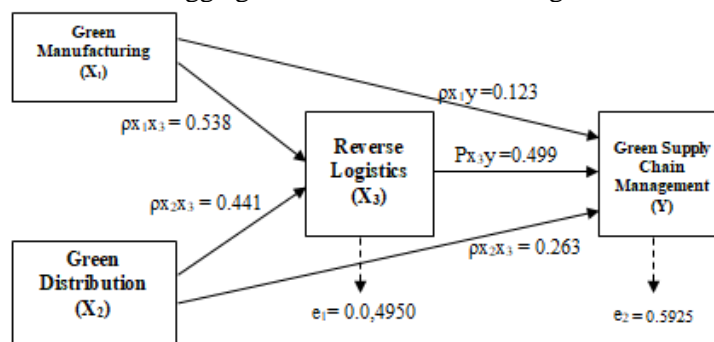 Green
Manufacturing
(X₁)
ρx₁y =0.123
ρx₁x₃ = 0.538
Reverse
Logistics
(X₃)
Px₃y =0.499
Green Supply
Chain
Management
(Y)
ρx₂x₃ = 0.441
ρx₂x₃ = 0.263
Green
Distribution
(X₂)
e₁= 0.0,4950
e₂ = 0.5925